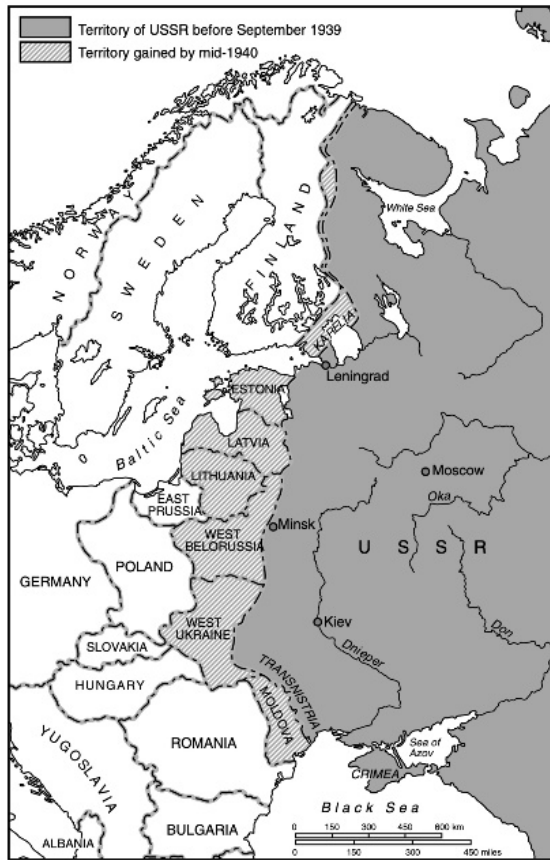 Territory of USSR before September 1939
Territory gained by mid-1940
NORWAY
SWEDEN
FINLAND
White Sea
KARELIA
Leningrad
ESTONIA
Baltic Sea
LATVIA
Moscow
LITHUANIA
Oka
EAST
PRUSSIA
Minsk
WEST
BELORUSSIA
USSR
POLAND
GERMANY
WEST
UKRAINE
Kiev
Don
SLOVAKIA
Dnieper
HUNGARY
TRANSNISTRIA
MOLDOVA
YUGOSLAVIA
ROMANIA
Sea of
Azov
CRIMEA
Black Sea
BULGARIA
ALBANIA
0 150 300 450 600 km
0 150 300 450 miles